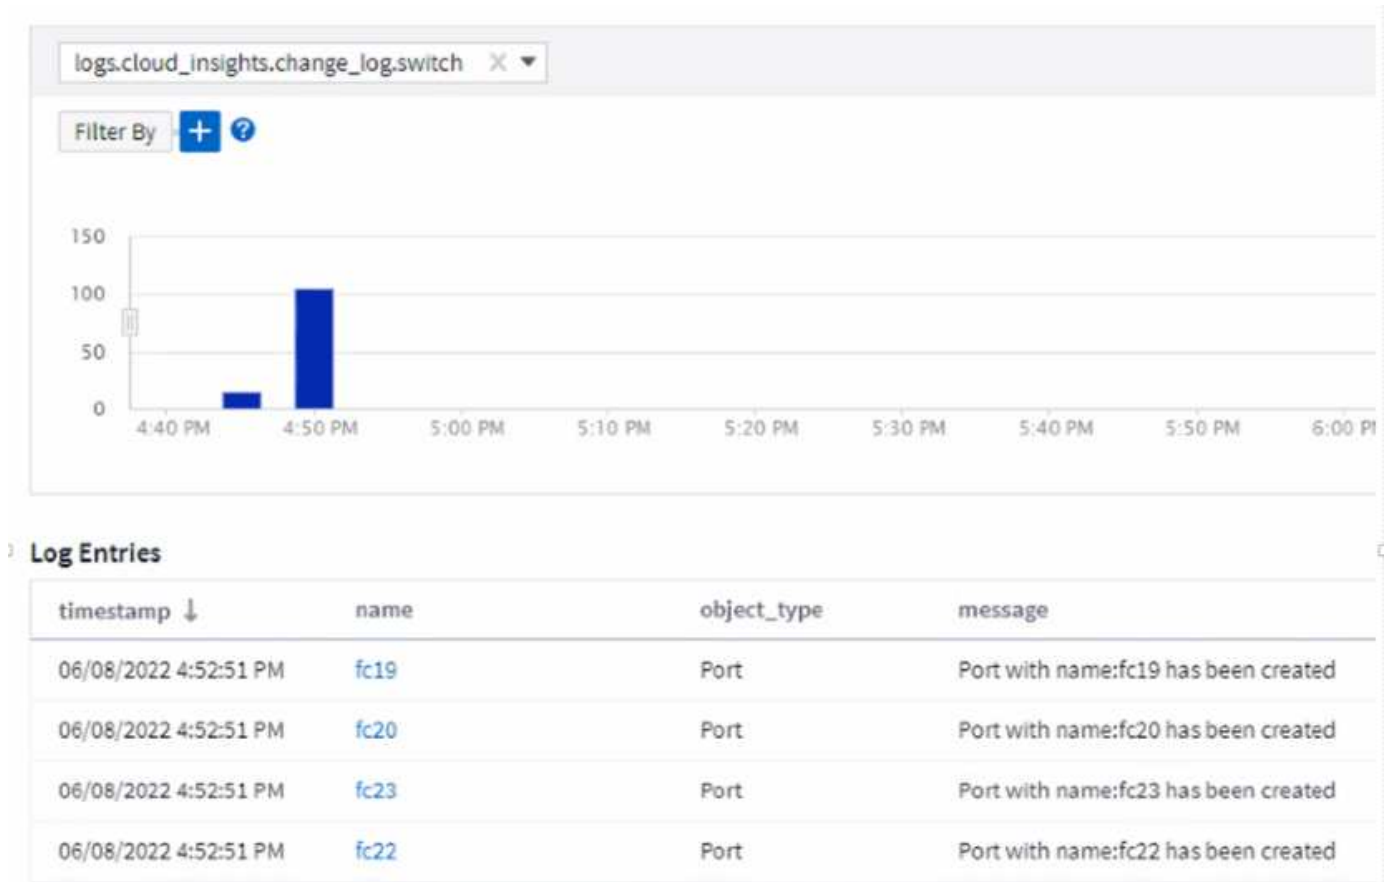 logs.cloud_insights.change_log.switch
Filter By + ?
150
100
50
0
4:40 PM 4:50 PM 5:00 PM 5:10 PM 5:20 PM 5:30 PM 5:40 PM 5:50 PM 6:00 P
Log Entries
timestamp ↓ name object_type message
06/08/2022 4:52:51 PM fc19 Port Port with name:fc19 has been created
06/08/2022 4:52:51 PM fc20 Port Port with name:fc20 has been created
06/08/2022 4:52:51 PM fc23 Port Port with name:fc23 has been created
06/08/2022 4:52:51 PM fc22 Port Port with name:fc22 has been created